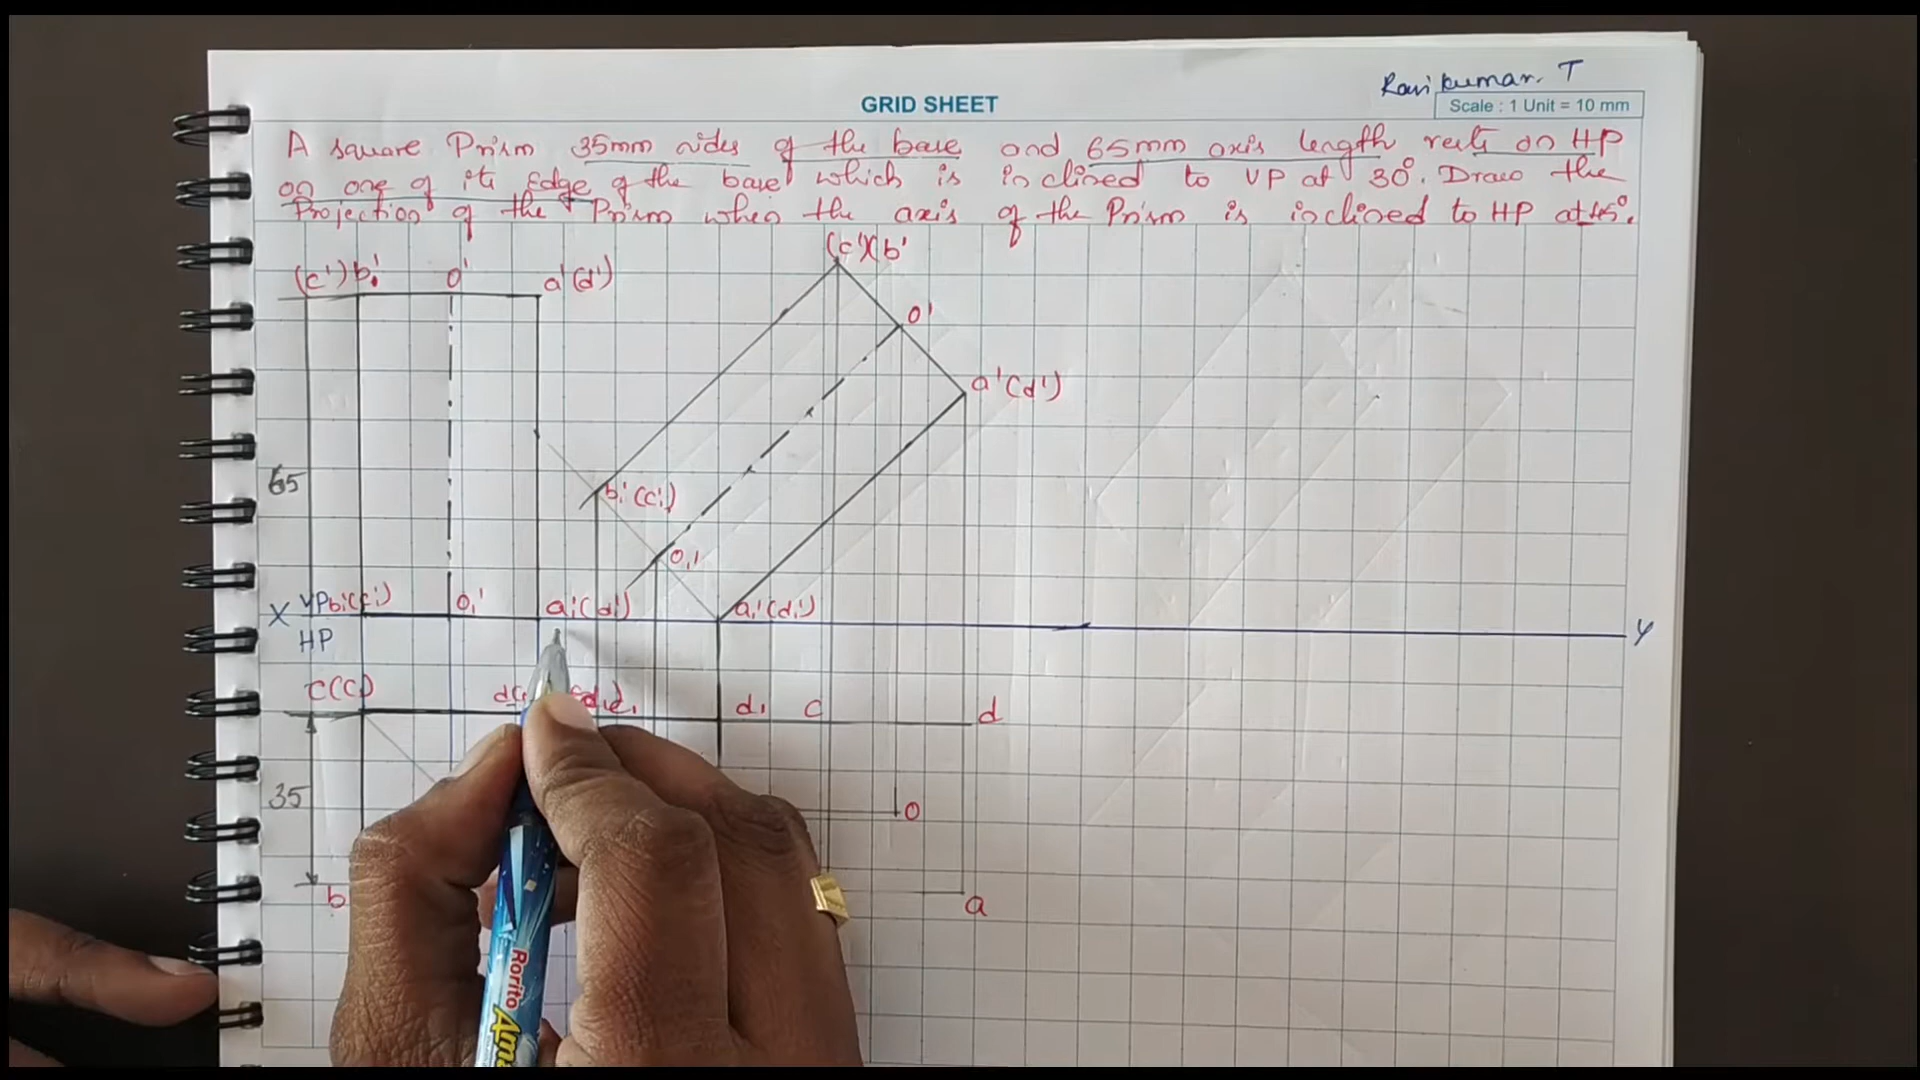 Ravikumar. T
GRID SHEET
Scale : 1 Unit = 10 mm
A square Prism 35mm sides of the base and 65mm axis length rests on HP
on one of its Edge of the base which is inclined to VP at 30°. Draw the
Projection of the Prism when the axis of the Prism is inclined to HP at 45°.
(c')(b'
(c') b' o' a'(d')
o'
a'(d')
65
b₁'(c₁')
o₁'
X VP b₁'(c₁') o₁' a₁'(d₁') a₁'(d₁')
HP Y
d₁ c d
35 o
b a
Rorito